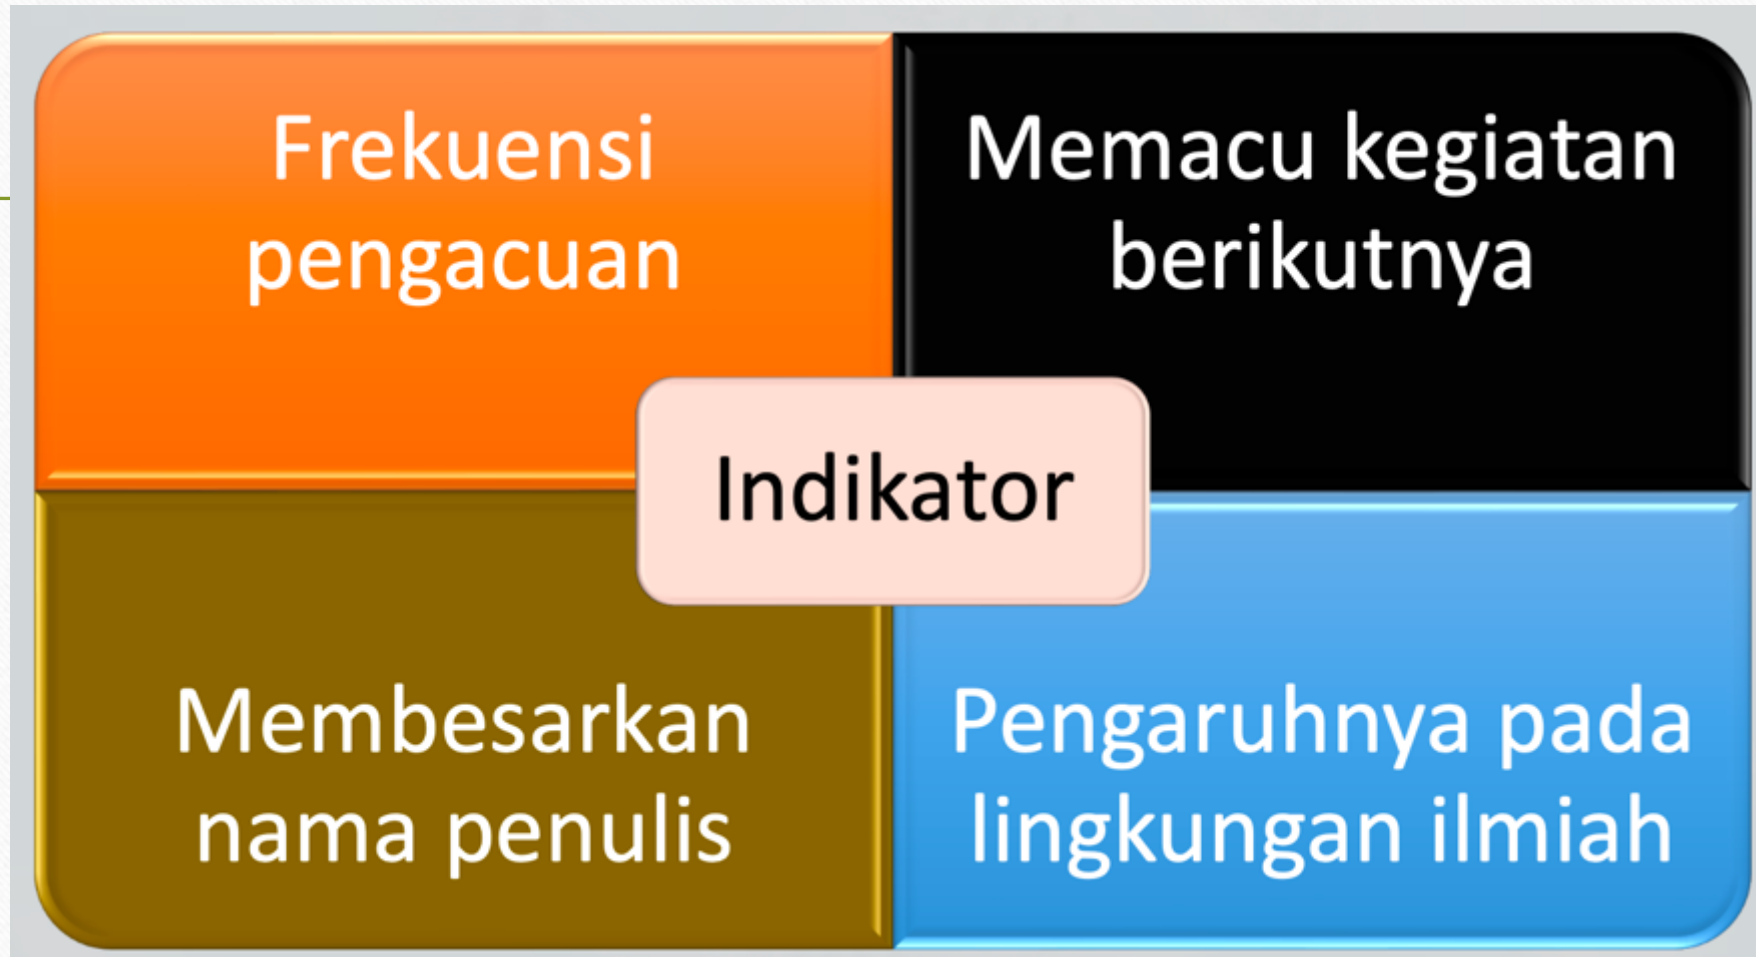 Frekuensi
pengacuan
Memacu kegiatan
berikutnya
Indikator
Membesarkan
nama penulis
Pengaruhnya pada
lingkungan ilmiah